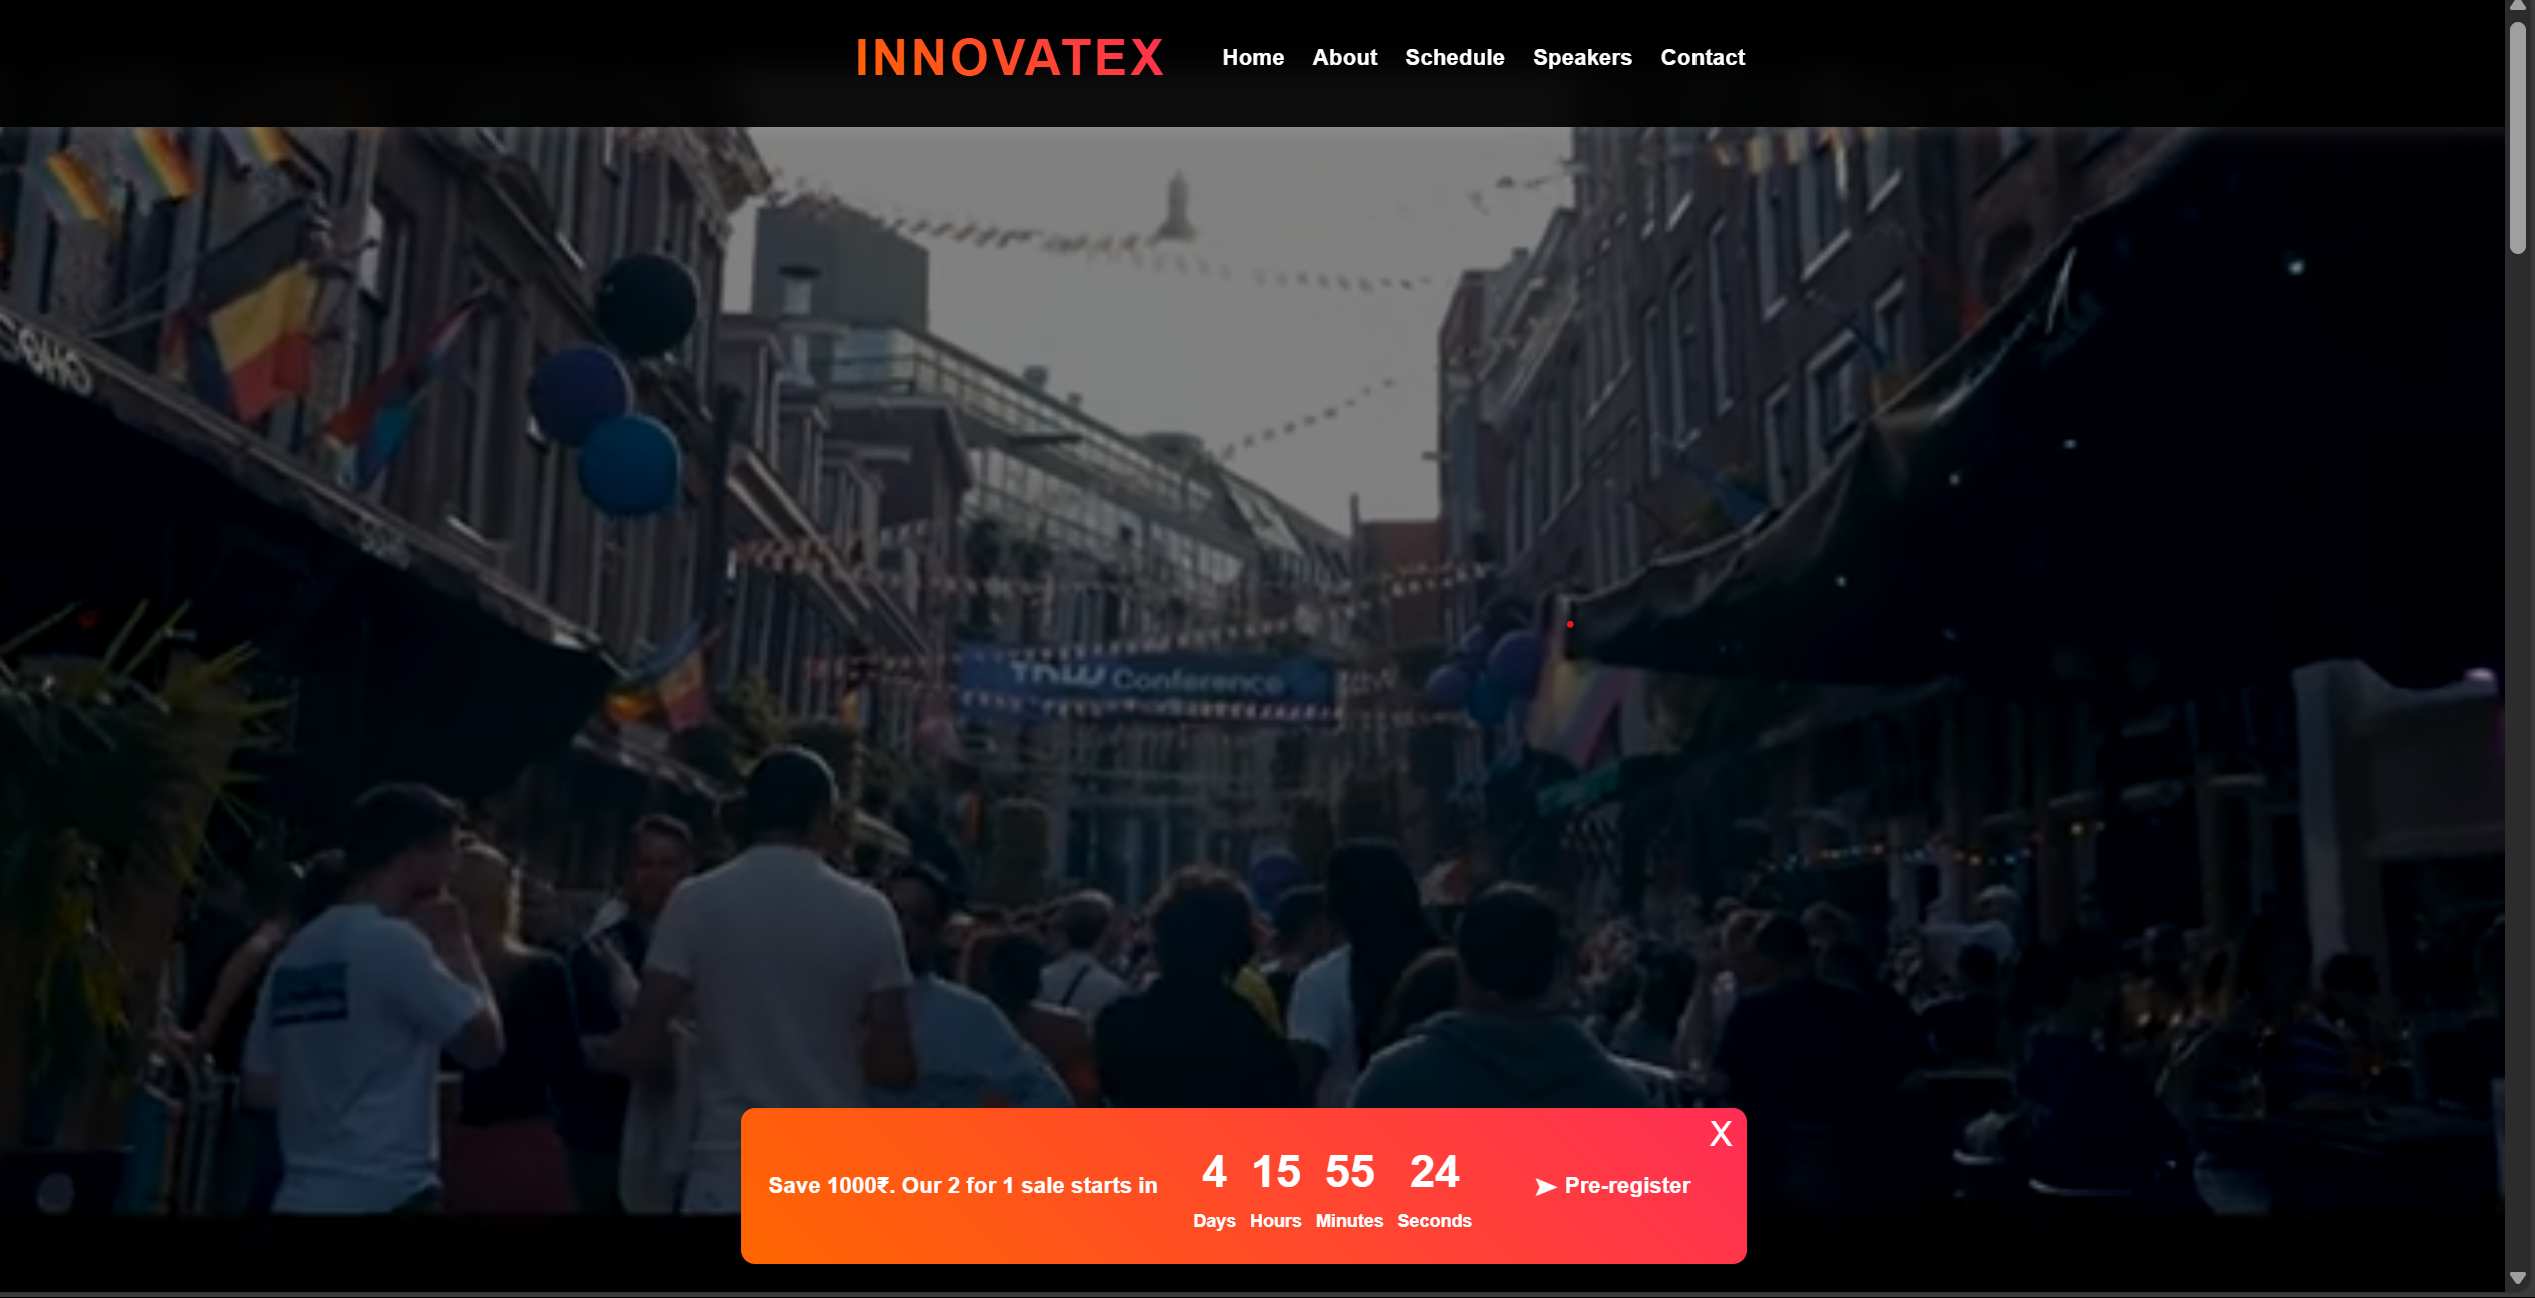 INNOVATEX
Home About Schedule Speakers Contact
SOHO
TNW Conference
X
Save 1000₹. Our 2 for 1 sale starts in
4 15 55 24
Days Hours Minutes Seconds
➤ Pre-register